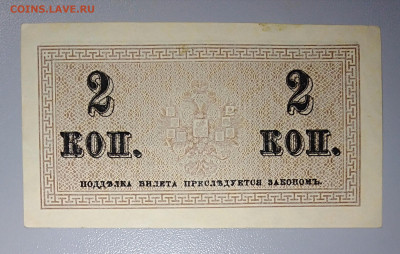 COINS.LAVE.RU
2 2
КОП. КОП.
ПОДДѢЛКА БИЛЕТА ПРЕСЛѢДУЕТСЯ ЗАКОНОМЪ.